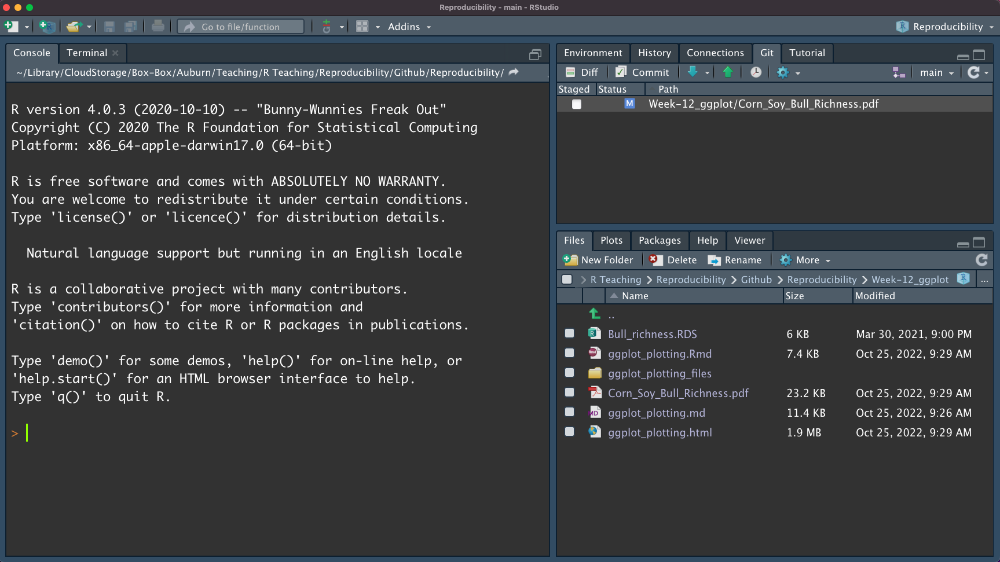 Reproducibility - main - RStudio
Go to file/function
Addins
Reproducibility
Console
Terminal
~/Library/CloudStorage/Box-Box/Auburn/Teaching/R Teaching/Reproducibility/Github/Reproducibility/
R version 4.0.3 (2020-10-10) -- "Bunny-Wunnies Freak Out"
Copyright (C) 2020 The R Foundation for Statistical Computing
Platform: x86_64-apple-darwin17.0 (64-bit)
R is free software and comes with ABSOLUTELY NO WARRANTY.
You are welcome to redistribute it under certain conditions.
Type 'license()' or 'licence()' for distribution details.
Natural language support but running in an English locale
R is a collaborative project with many contributors.
Type 'contributors()' for more information and
'citation()' on how to cite R or R packages in publications.
Type 'demo()' for some demos, 'help()' for on-line help, or
'help.start()' for an HTML browser interface to help.
Type 'q()' to quit R.
>
Environment History Connections Git Tutorial
Diff Commit main
Staged Status Path
M Week-12_ggplot/Corn_Soy_Bull_Richness.pdf
Files Plots Packages Help Viewer
New Folder Delete Rename More
R Teaching Reproducibility Github Reproducibility Week-12_ggplot ...
Name Size Modified
..
Bull_richness.RDS 6 KB Mar 30, 2021, 9:00 PM
ggplot_plotting.Rmd 7.4 KB Oct 25, 2022, 9:29 AM
ggplot_plotting_files
Corn_Soy_Bull_Richness.pdf 23.2 KB Oct 25, 2022, 9:29 AM
ggplot_plotting.md 11.4 KB Oct 25, 2022, 9:26 AM
ggplot_plotting.html 1.9 MB Oct 25, 2022, 9:29 AM